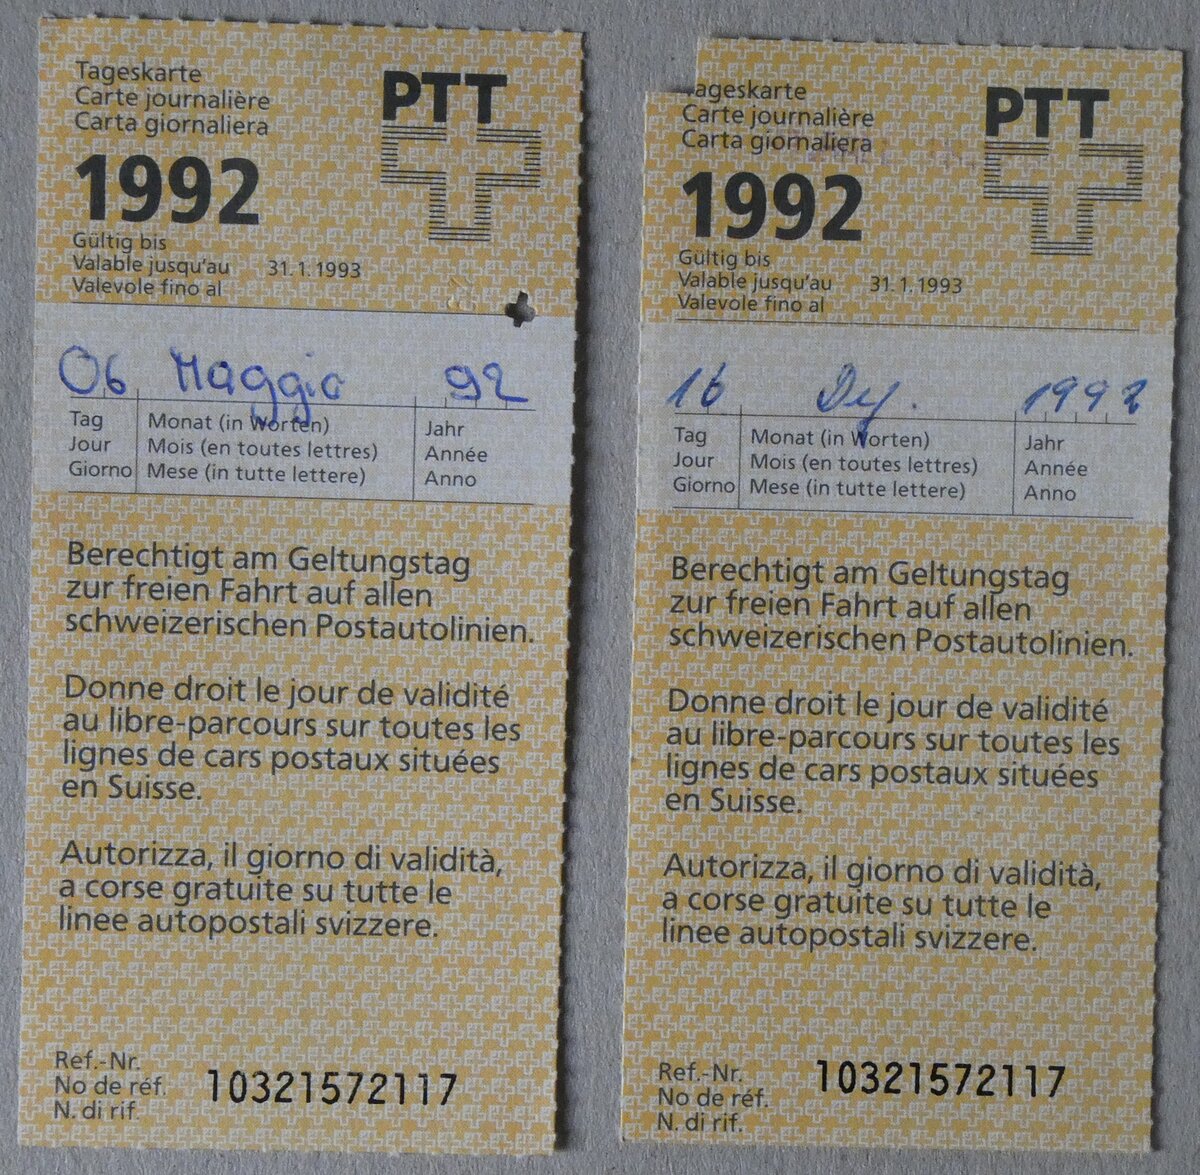 Tageskarte
Carte journalière
Carta giornaliera
PTT
1992
Gültig bis
Valable jusqu'au 31.1.1993
Valevole fino al
06 Maggio 92
Tag Monat (in Worten) Jahr
Jour Mois (en toutes lettres) Année
Giorno Mese (in tutte lettere) Anno
Berechtigt am Geltungstag
zur freien Fahrt auf allen
schweizerischen Postautolinien.
Donne droit le jour de validité
au libre-parcours sur toutes les
lignes de cars postaux situées
en Suisse.
Autorizza, il giorno di validità,
a corse gratuite su tutte le
linee autopostali svizzere.
Ref.-Nr.
No de réf. 10321572117
N. di rif.
ageskarte
Carte journalière
Carta giornaliera
PTT
1992
Gültig bis
Valable jusqu'au 31.1.1993
Valevole fino al
16 1992
Tag Monat (in Worten) Jahr
Jour Mois (en toutes lettres) Année
Giorno Mese (in tutte lettere) Anno
Berechtigt am Geltungstag
zur freien Fahrt auf allen
schweizerischen Postautolinien.
Donne droit le jour de validité
au libre-parcours sur toutes les
lignes de cars postaux situées
en Suisse.
Autorizza, il giorno di validità,
a corse gratuite su tutte le
linee autopostali svizzere.
Ref.-Nr.
No de réf. 10321572117
N. di rif.